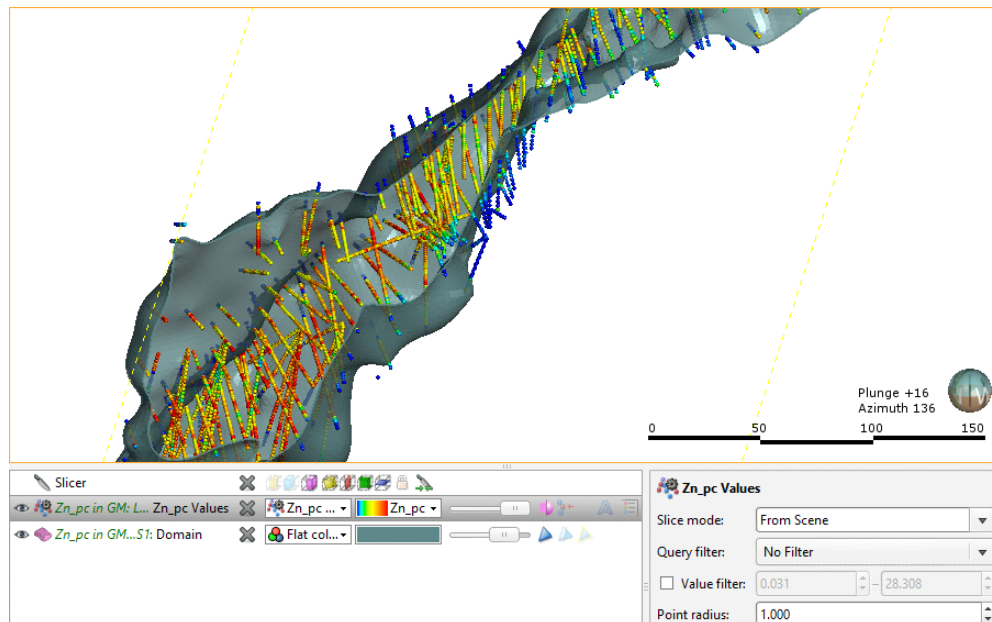 Plunge +16
Azimuth 136
0 50 100 150
Slicer
Zn_pc in GM: L... Zn_pc Values
Zn_pc ...
Zn_pc
Zn_pc in GM...S1: Domain
Flat col...
Zn_pc Values
Slice mode: From Scene
Query filter: No Filter
Value filter: 0.031 – 28.308
Point radius: 1.000